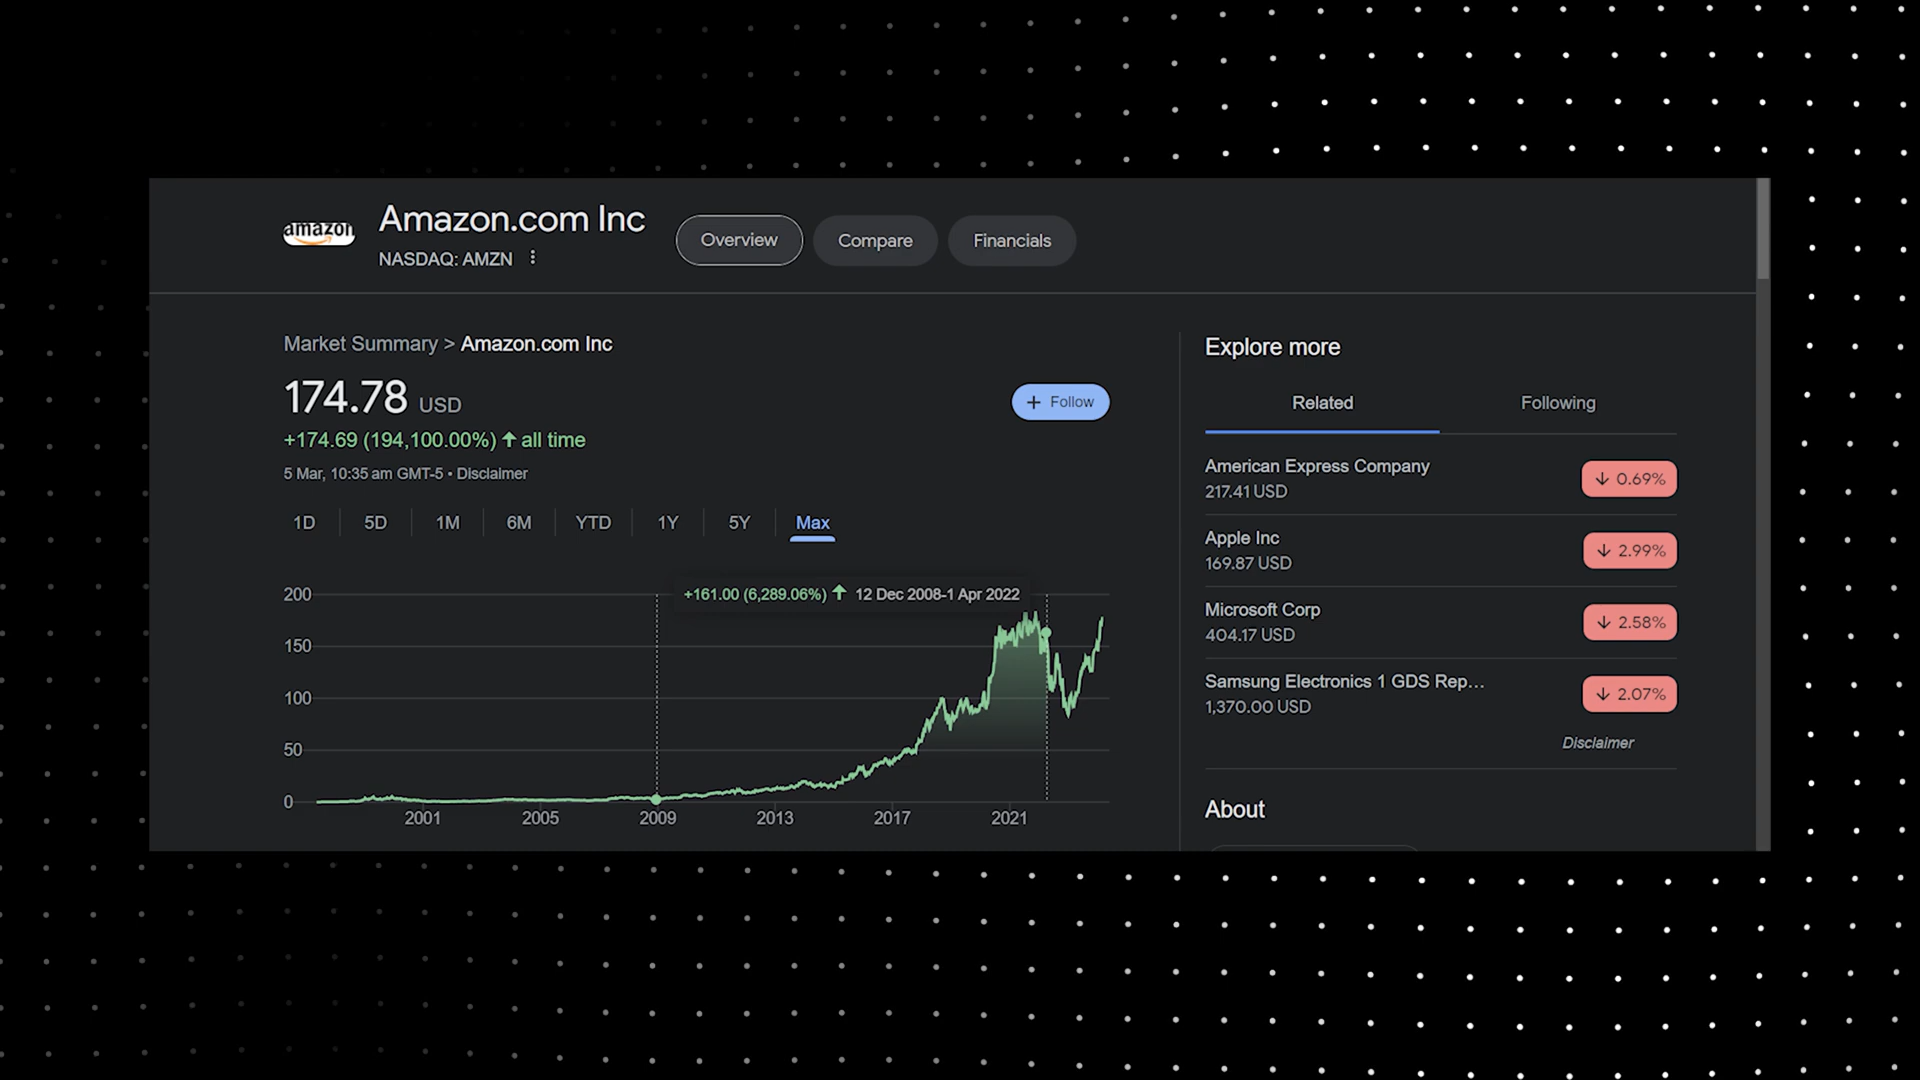 amazon
Amazon.com Inc
NASDAQ: AMZN
Overview
Compare
Financials
Market Summary > Amazon.com Inc
174.78 USD
+174.69 (194,100.00%) ↑ all time
5 Mar, 10:35 am GMT-5 • Disclaimer
+ Follow
1D 5D 1M 6M YTD 1Y 5Y Max
+161.00 (6,289.06%) ↑ 12 Dec 2008-1 Apr 2022
200
150
100
50
0
2001 2005 2009 2013 2017 2021
Explore more
Related Following
American Express Company
217.41 USD
↓ 0.69%
Apple Inc
169.87 USD
↓ 2.99%
Microsoft Corp
404.17 USD
↓ 2.58%
Samsung Electronics 1 GDS Rep...
1,370.00 USD
↓ 2.07%
Disclaimer
About